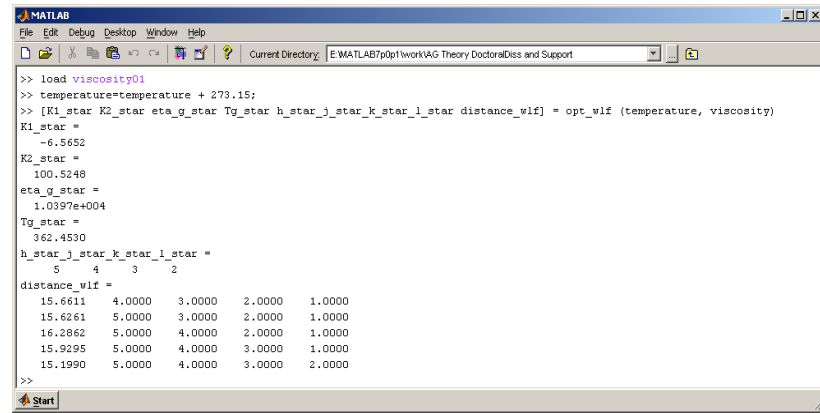 MATLAB
File Edit Debug Desktop Window Help
Current Directory: E:\MATLAB7p0p1\work\AG Theory DoctoralDiss and Support
>> load viscosity01
>> temperature=temperature + 273.15;
>> [K1_star K2_star eta_g_star Tg_star h_star_j_star_k_star_l_star distance_wlf] = opt_wlf (temperature, viscosity)
K1_star =
-6.5652
K2_star =
100.5248
eta_g_star =
1.0397e+004
Tg_star =
362.4530
h_star_j_star_k_star_l_star =
5 4 3 2
distance_wlf =
15.6611 4.0000 3.0000 2.0000 1.0000
15.6261 5.0000 3.0000 2.0000 1.0000
16.2862 5.0000 4.0000 2.0000 1.0000
15.9295 5.0000 4.0000 3.0000 1.0000
15.1990 5.0000 4.0000 3.0000 2.0000
>>
Start